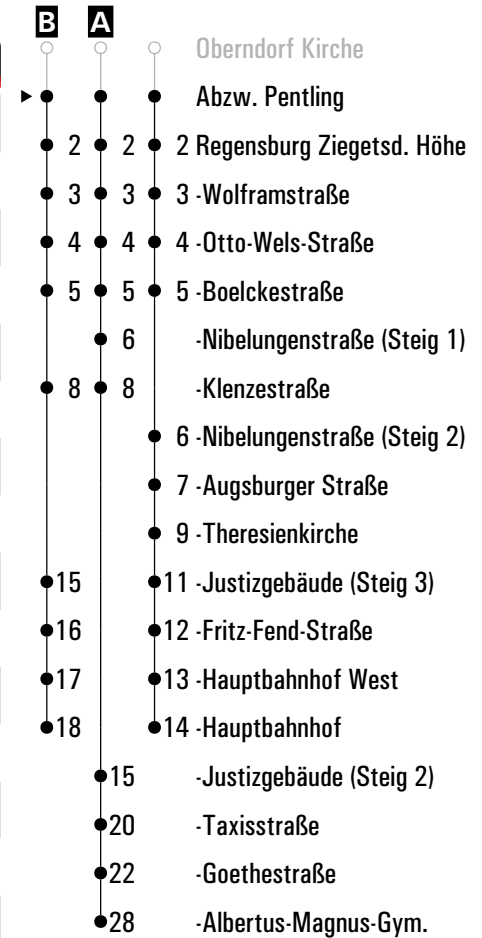 B A
Oberndorf Kirche
Abzw. Pentling
2 2 2 Regensburg Ziegetsd. Höhe
3 3 3 -Wolframstraße
4 4 4 -Otto-Wels-Straße
5 5 5 -Boelckestraße
6 -Nibelungenstraße (Steig 1)
8 8 -Klenzestraße
6 -Nibelungenstraße (Steig 2)
7 -Augsburger Straße
9 -Theresienkirche
15 11 -Justizgebäude (Steig 3)
16 12 -Fritz-Fend-Straße
17 13 -Hauptbahnhof West
18 14 -Hauptbahnhof
15 -Justizgebäude (Steig 2)
20 -Taxisstraße
22 -Goethestraße
28 -Albertus-Magnus-Gym.